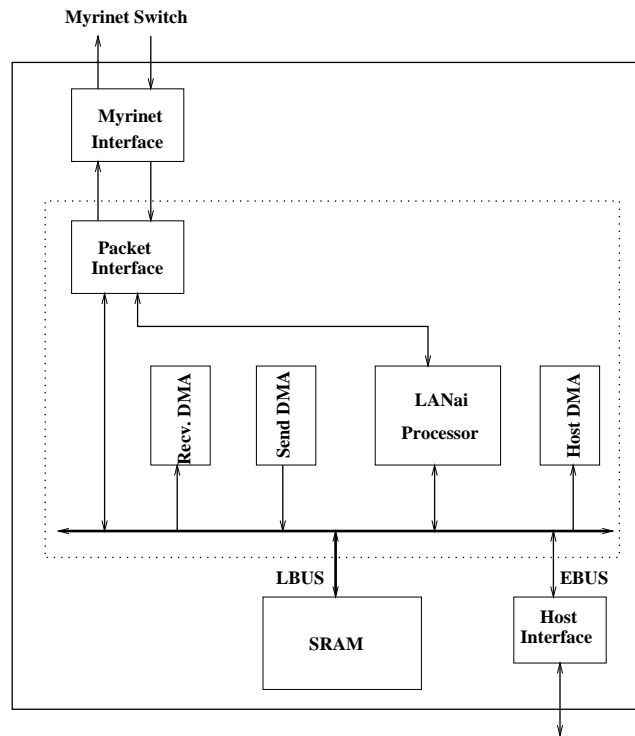 Myrinet Switch
Myrinet
Interface
Packet
Interface
Recv. DMA
Send DMA
LANai
Processor
Host DMA
LBUS
EBUS
SRAM
Host
Interface